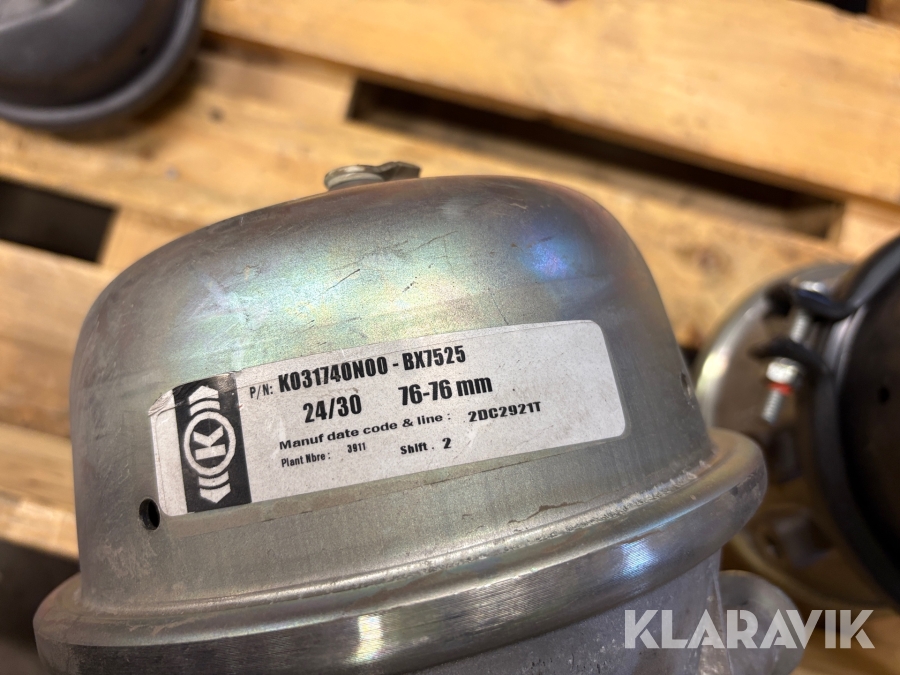 P/N: K031740N00 - BX7525
24/30 76-76 mm
Manuf date code & line : 2DC2921T
Plant Nbre : 3911 Shift . 2
K
KLARAVIK